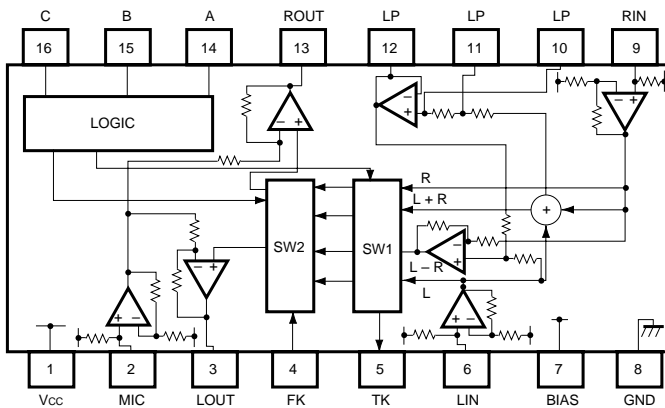 C B A ROUT LP LP LP RIN
16 15 14 13 12 11 10 9
LOGIC
− +
− +
− +
R
L + R
+
SW2 SW1
− +
− +
L − R
L
+ −
+ −
1 2 3 4 5 6 7 8
Vcc MIC LOUT FK TK LIN BIAS GND